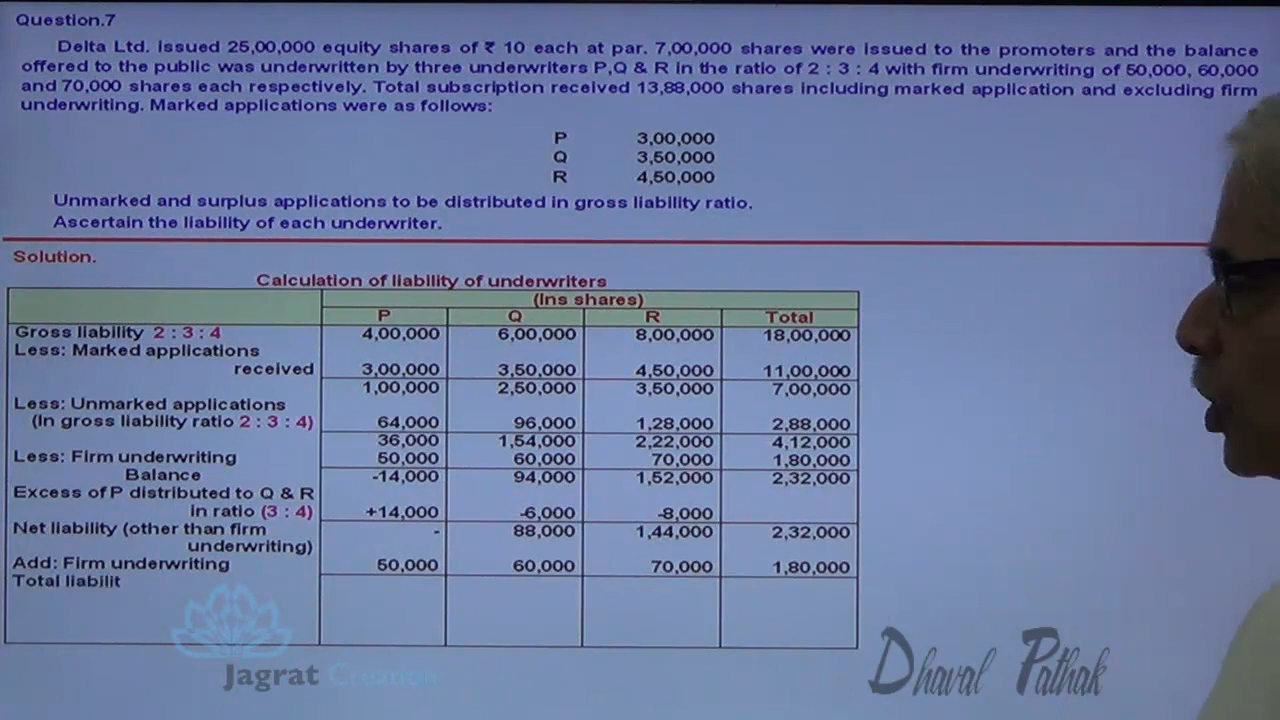 Question.7
Delta Ltd. issued 25,00,000 equity shares of ₹ 10 each at par. 7,00,000 shares were issued to the promoters and the balance
offered to the public was underwritten by three underwriters P,Q & R in the ratio of 2 : 3 : 4 with firm underwriting of 50,000, 60,000
and 70,000 shares each respectively. Total subscription received 13,88,000 shares including marked application and excluding firm
underwriting. Marked applications were as follows:
P 3,00,000
Q 3,50,000
R 4,50,000
Unmarked and surplus applications to be distributed in gross liability ratio.
Ascertain the liability of each underwriter.
Solution.
Calculation of liability of underwriters
(Ins shares)
P Q R Total
Gross liability 2 : 3 : 4 4,00,000 6,00,000 8,00,000 18,00,000
Less: Marked applications
received 3,00,000 3,50,000 4,50,000 11,00,000
1,00,000 2,50,000 3,50,000 7,00,000
Less: Unmarked applications
(In gross liability ratio 2 : 3 : 4) 64,000 96,000 1,28,000 2,88,000
36,000 1,54,000 2,22,000 4,12,000
Less: Firm underwriting 50,000 60,000 70,000 1,80,000
Balance -14,000 94,000 1,52,000 2,32,000
Excess of P distributed to Q & R
in ratio (3 : 4) +14,000 -6,000 -8,000
Net liability (other than firm - 88,000 1,44,000 2,32,000
underwriting)
Add: Firm underwriting 50,000 60,000 70,000 1,80,000
Total liabilit
Jagrat Creation
Dhaval Pathak